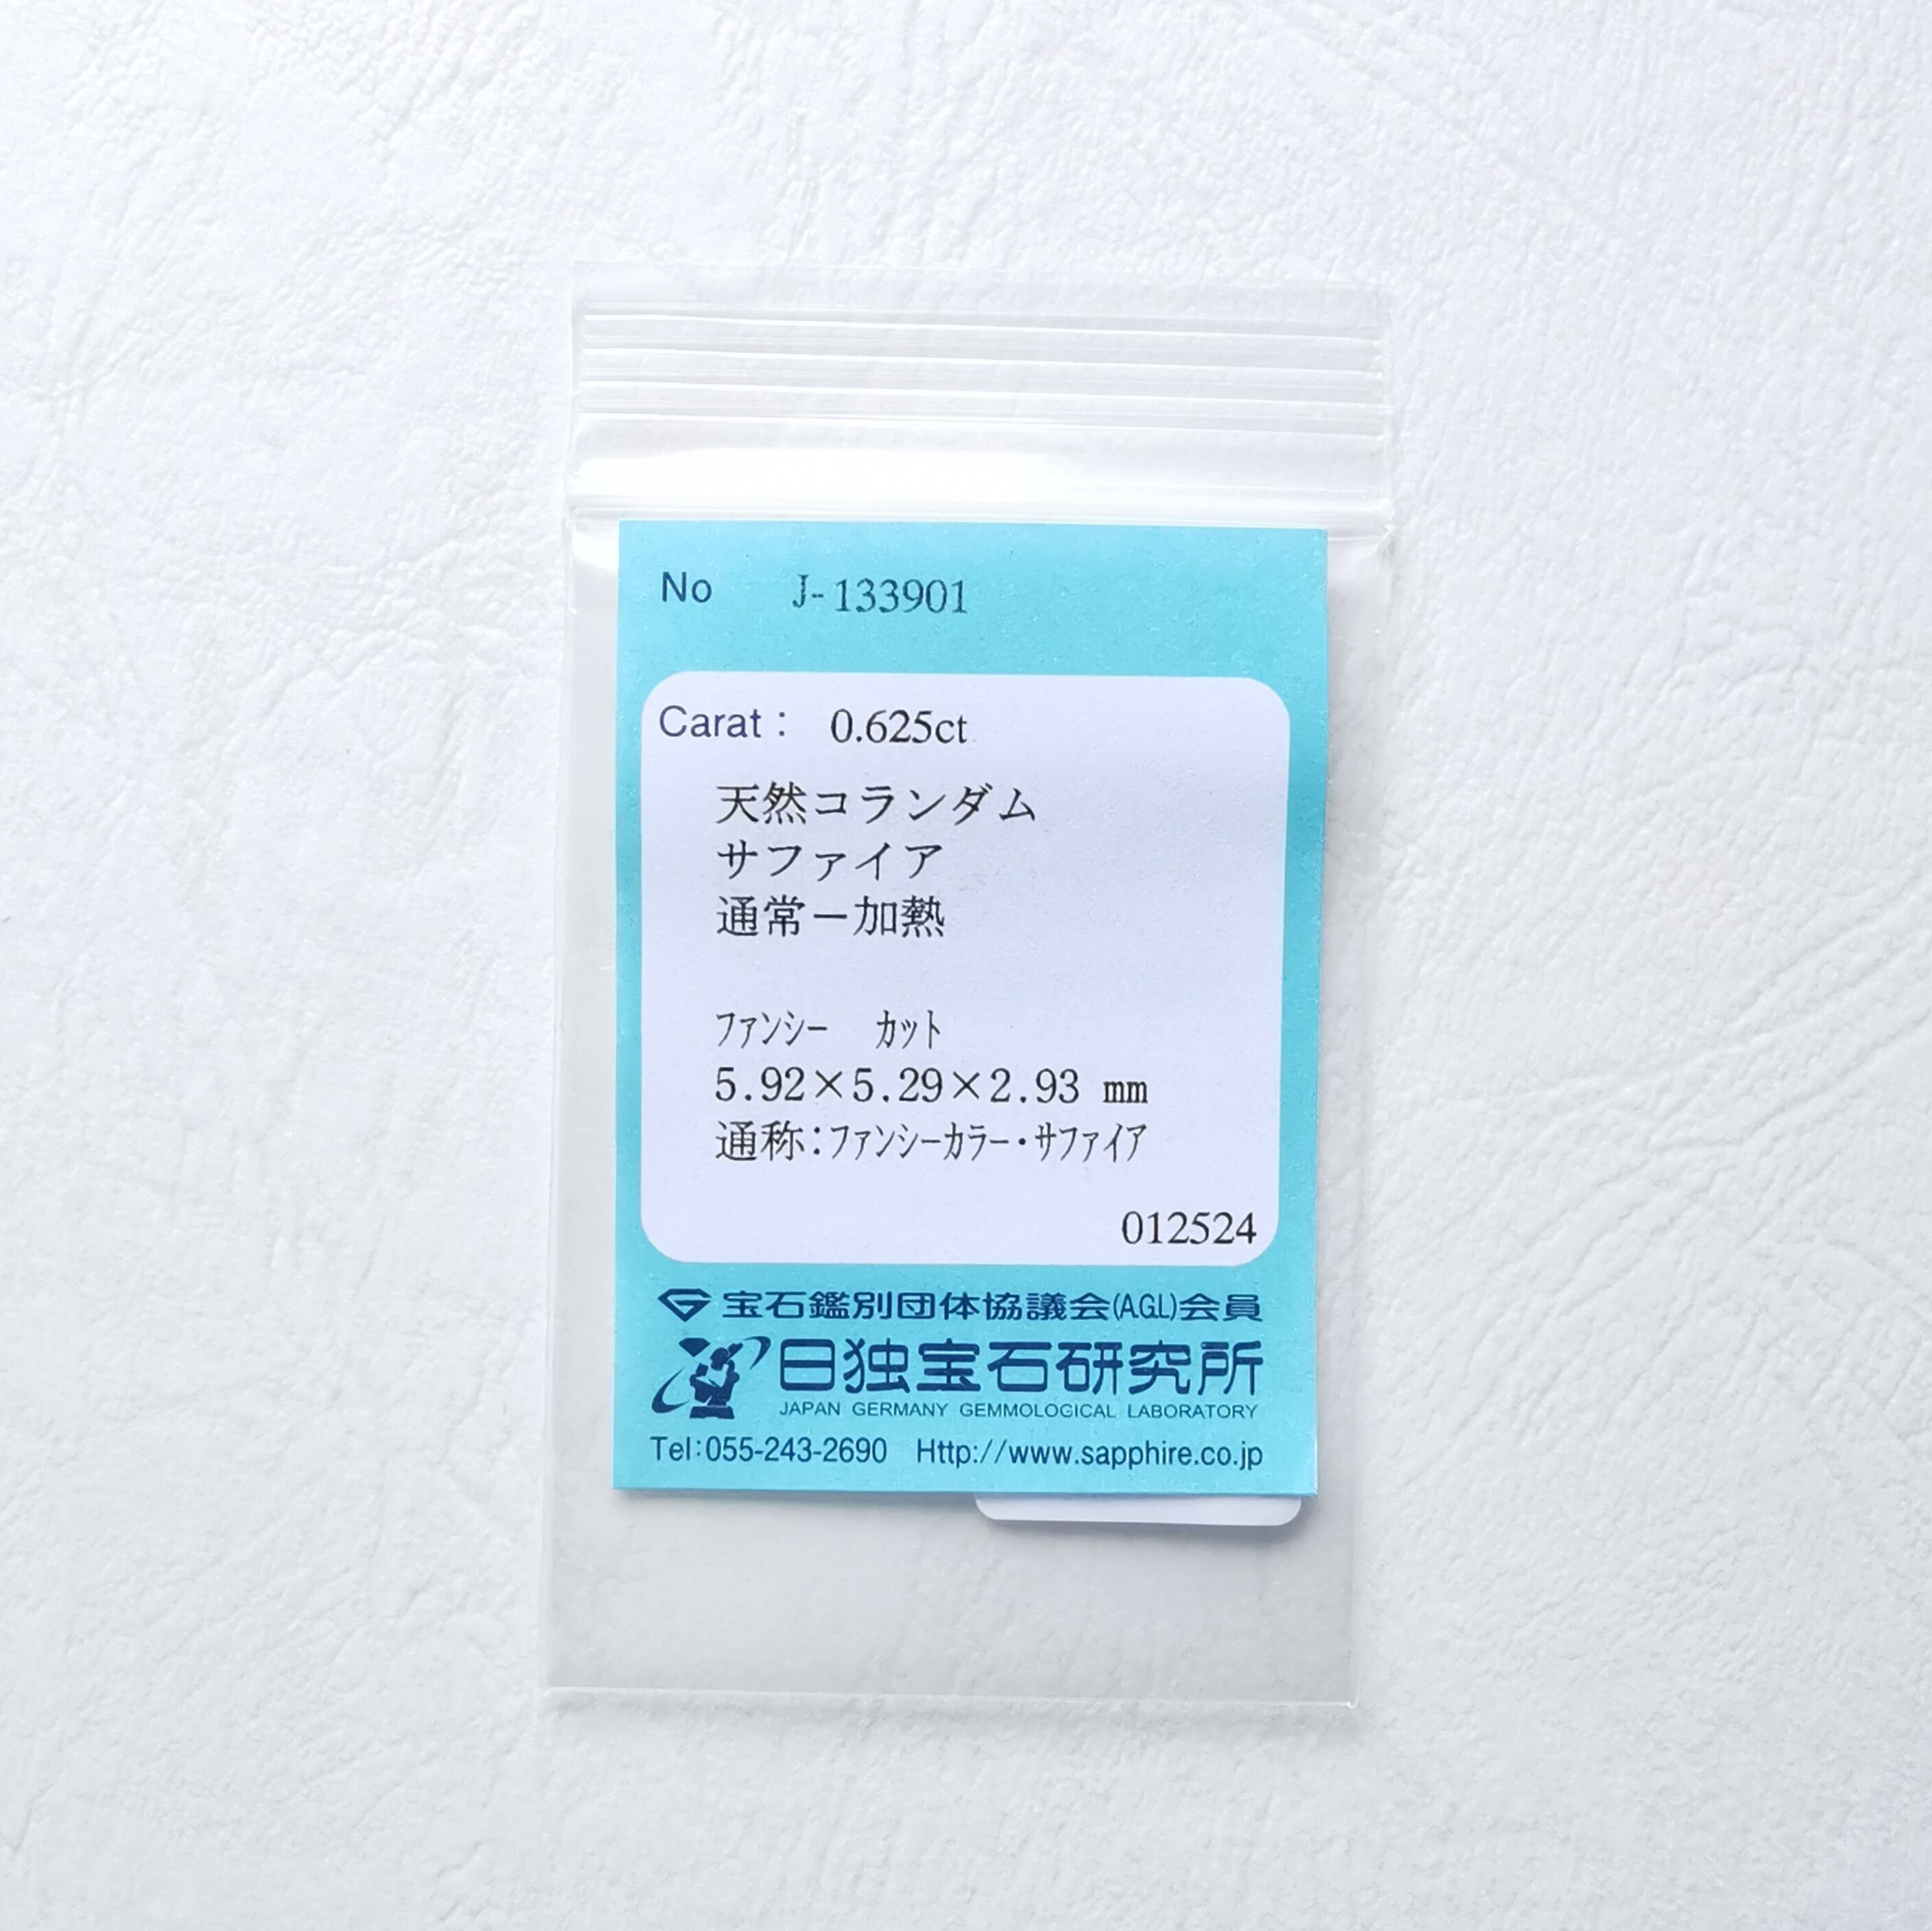 No J-133901
Carat： 0.625ct
天然コランダム
サファイア
通常－加熱
ﾌｧﾝｼｰ ｶｯﾄ
5.92×5.29×2.93 mm
通称：ﾌｧﾝｼｰｶﾗｰ・ｻﾌｧｲｱ
012524
宝石鑑別団体協議会(A.G.L)会員
日独宝石研究所
JAPAN GERMANY GEMMOLOGICAL LABORATORY
Tel:055-243-2690 Http://www.sapphire.co.jp